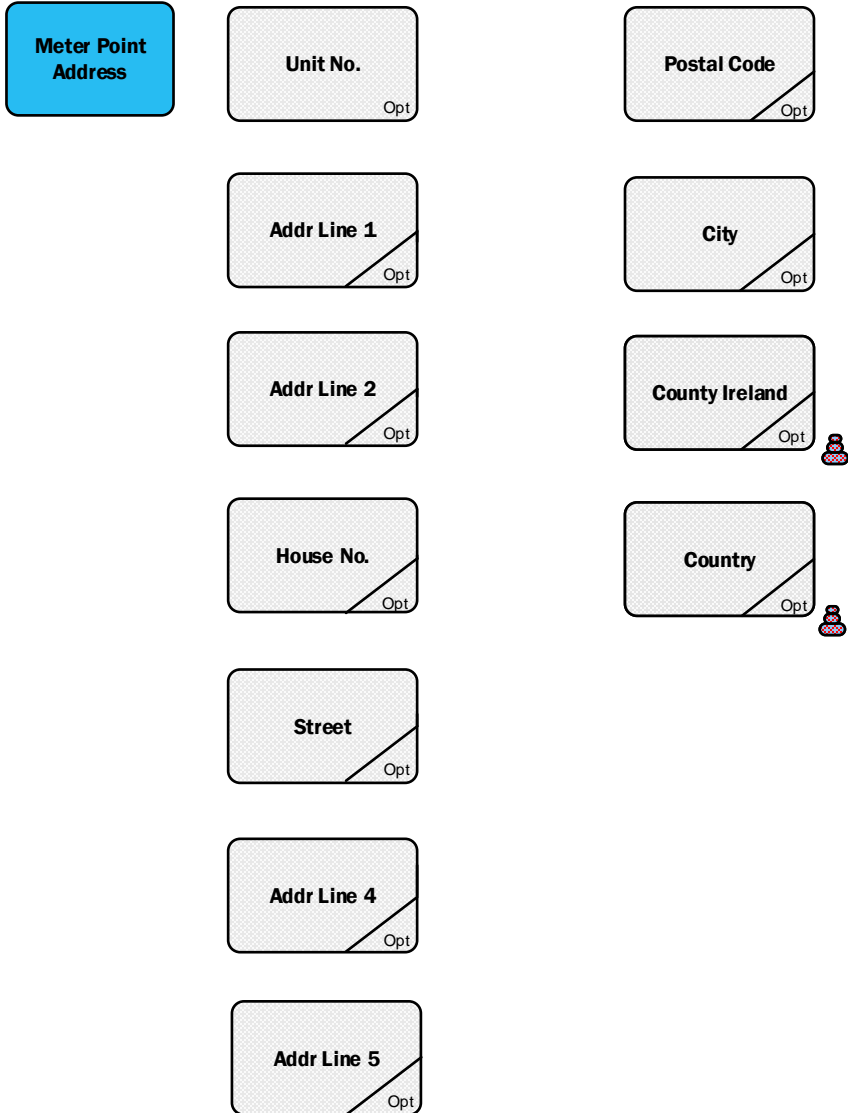 Meter Point
Address
Unit No.
Opt
Addr Line 1
Opt
Addr Line 2
Opt
House No.
Opt
Street
Opt
Addr Line 4
Opt
Addr Line 5
Opt
Postal Code
Opt
City
Opt
County Ireland
Opt
Country
Opt